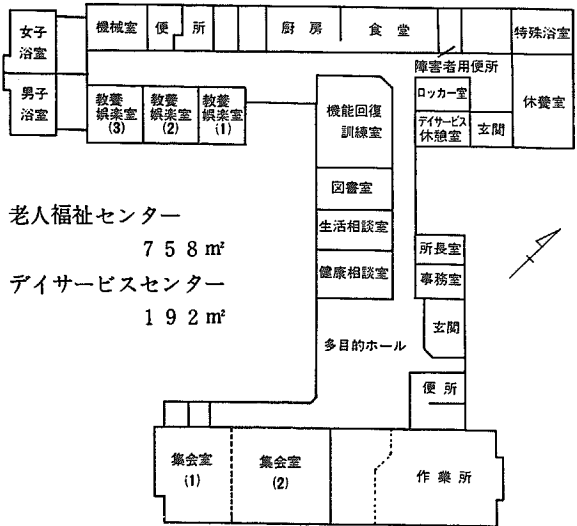 女子
浴室
機械室
便
所
厨房
食堂
特殊浴室
障害者用便所
男子
浴室
教養
娯楽室
(3)
教養
娯楽室
(2)
教養
娯楽室
(1)
機能回復
訓練室
ロッカー室
デイサービス
休憩室
玄関
休養室
図書室
生活相談室
健康相談室
所長室
事務室
玄関
多目的ホール
便所
老人福祉センター
758㎡
デイサービスセンター
192㎡
集会室
(1)
集会室
(2)
作業所